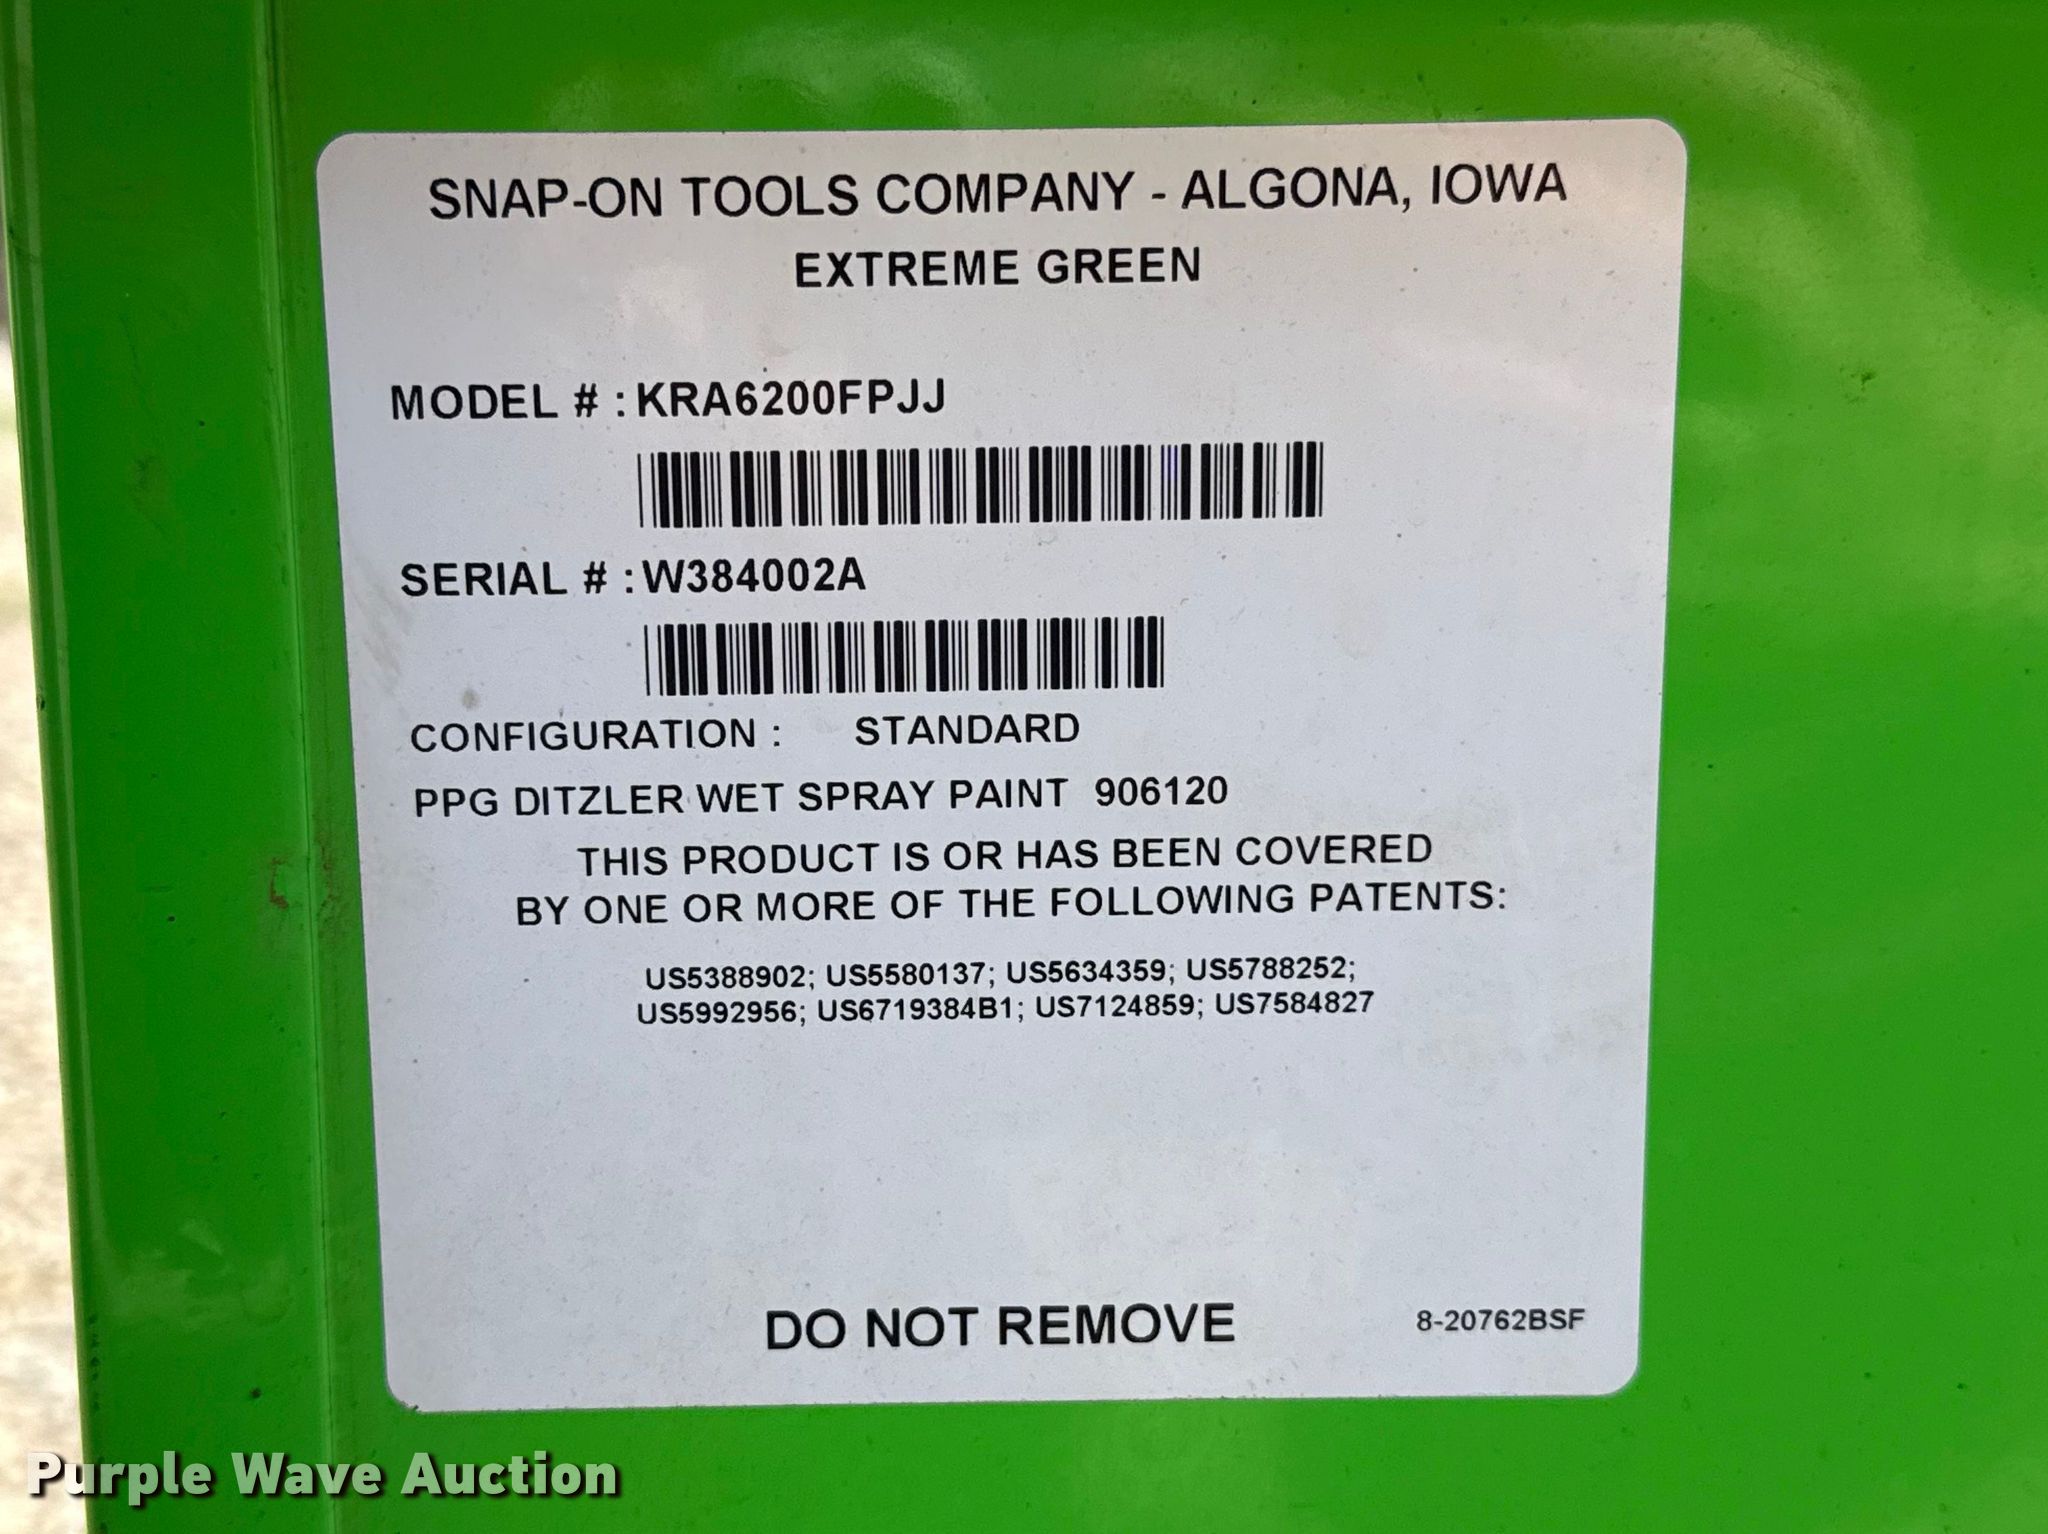 SNAP-ON TOOLS COMPANY - ALGONA, IOWA
EXTREME GREEN
MODEL # : KRA6200FPJJ
SERIAL # : W384002A
CONFIGURATION : STANDARD
PPG DITZLER WET SPRAY PAINT 906120
THIS PRODUCT IS OR HAS BEEN COVERED
BY ONE OR MORE OF THE FOLLOWING PATENTS:
US5388902; US5580137; US5634359; US5788252;
US5992956; US6719384B1; US7124859; US7584827
DO NOT REMOVE
8-20762BSF
Purple Wave Auction